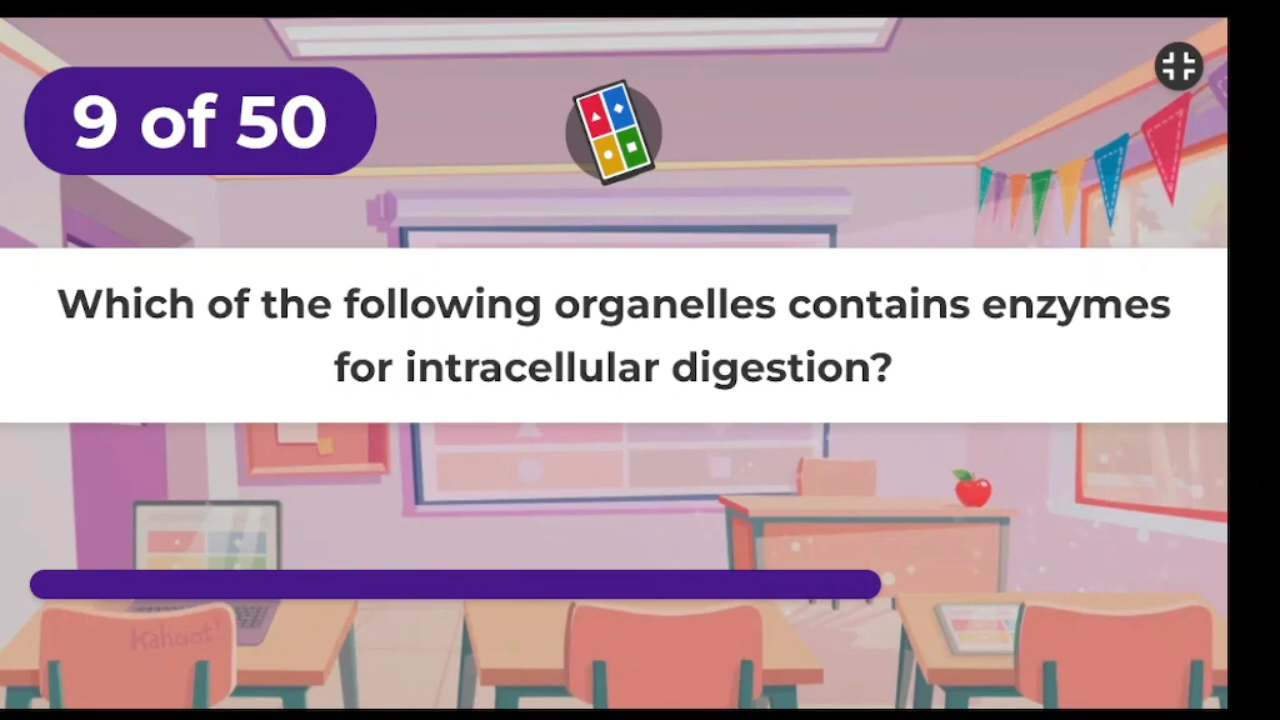 9 of 50
Which of the following organelles contains enzymes
for intracellular digestion?
Kahoot!